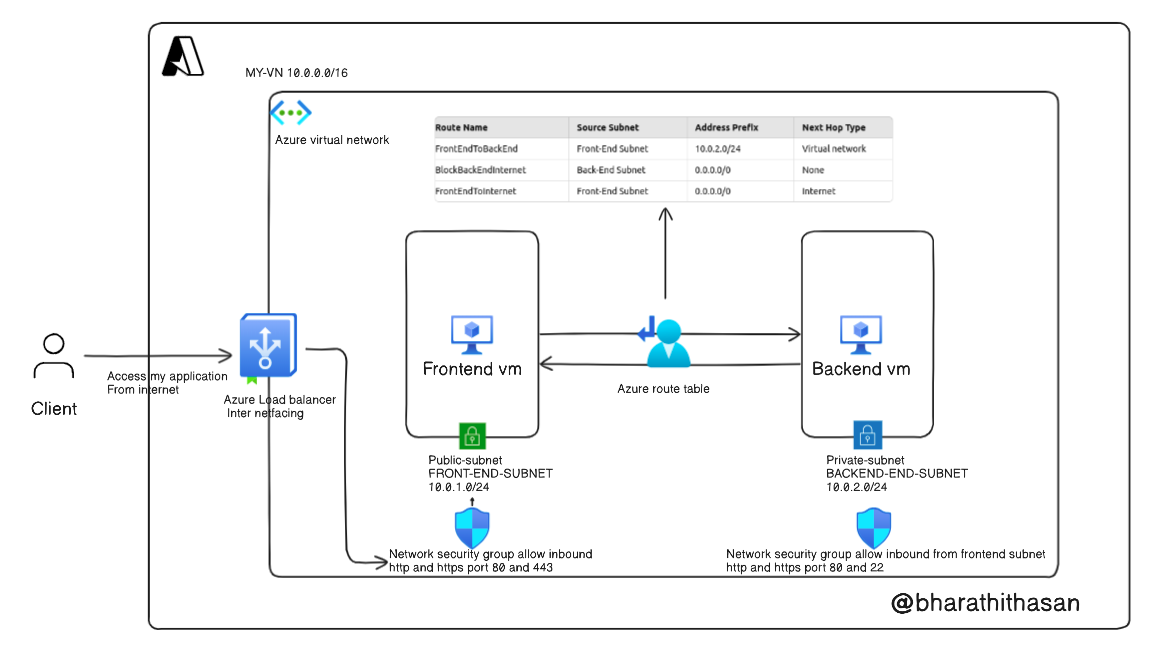 MY-VN 10.0.0.0/16
Azure virtual network
Route Name Source Subnet Address Prefix Next Hop Type
FrontEndToBackEnd Front-End Subnet 10.0.2.0/24 Virtual network
BlockBackEndInternet Back-End Subnet 0.0.0.0/0 None
FrontEndToInternet Front-End Subnet 0.0.0.0/0 Internet
Client
Access my application
From internet
Azure Load balancer
Inter netfacing
Frontend vm
Azure route table
Backend vm
Public-subnet
FRONT-END-SUBNET
10.0.1.0/24
Private-subnet
BACKEND-END-SUBNET
10.0.2.0/24
Network security group allow inbound
http and https port 80 and 443
Network security group allow inbound from frontend subnet
http and https port 80 and 22
@bharathithasan